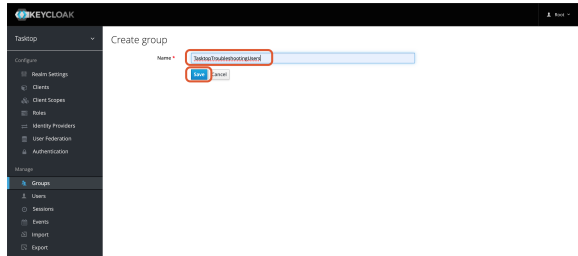 KEYCLOAK
Root
Tasktop
Create group
Name *
TasktopTroubleshootingUsers
Save
Cancel
Configure
Realm Settings
Clients
Client Scopes
Roles
Identity Providers
User Federation
Authentication
Manage
Groups
Users
Sessions
Events
Import
Export